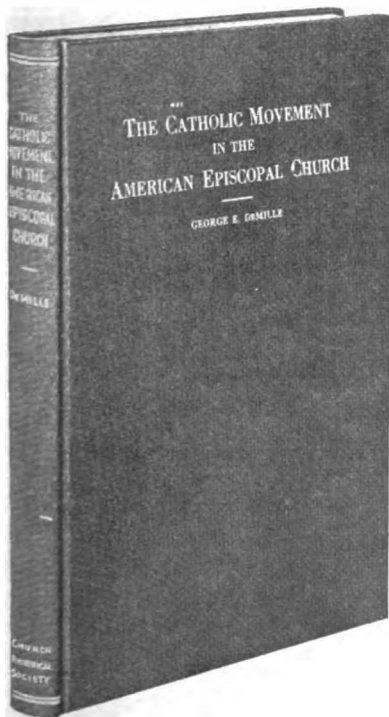 THE CATHOLIC MOVEMENT
IN THE
AMERICAN EPISCOPAL CHURCH
GEORGE E. DEMILLE
THE
CATHOLIC
MOVEMENT
IN THE
AMERICAN
EPISCOPAL
CHURCH
DEMILLE
CHURCH
HISTORICAL
SOCIETY